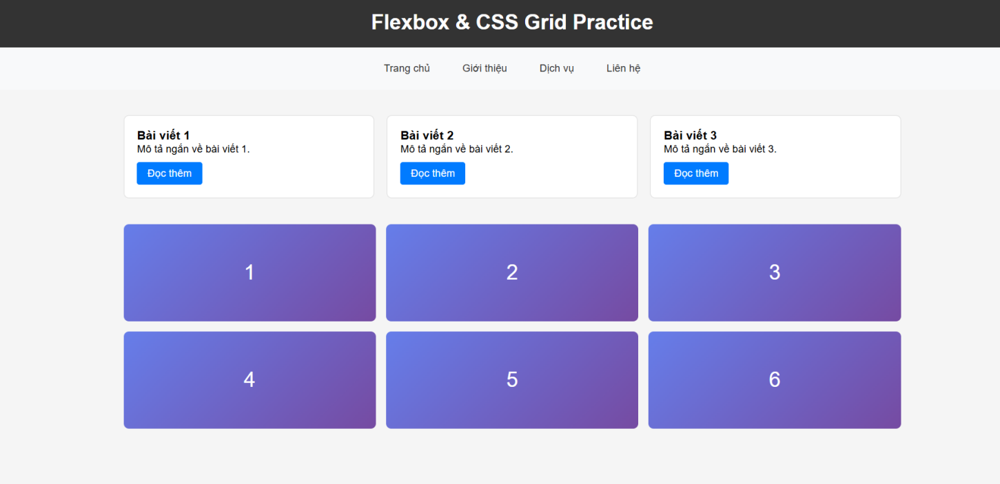 Flexbox & CSS Grid Practice
Trang chủ Giới thiệu Dịch vụ Liên hệ
Bài viết 1
Mô tả ngắn về bài viết 1.
Đọc thêm
Bài viết 2
Mô tả ngắn về bài viết 2.
Đọc thêm
Bài viết 3
Mô tả ngắn về bài viết 3.
Đọc thêm
1 2 3
4 5 6